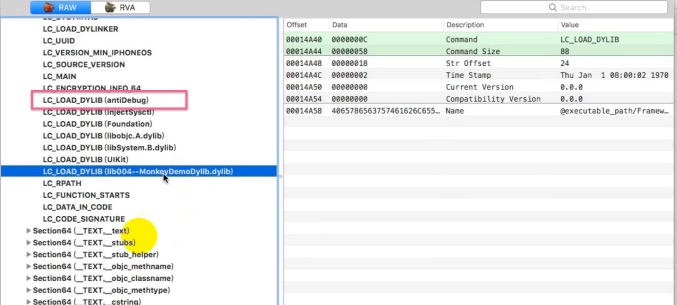 RAW
RVA
Search
LC_LOAD_DYLINKER
LC_UUID
LC_VERSION_MIN_IPHONEOS
LC_SOURCE_VERSION
LC_MAIN
LC_ENCRYPTION_INFO_64
LC_LOAD_DYLIB (antiDebug)
LC_LOAD_DYLIB (injectSysctl)
LC_LOAD_DYLIB (Foundation)
LC_LOAD_DYLIB (libobjc.A.dylib)
LC_LOAD_DYLIB (libSystem.B.dylib)
LC_LOAD_DYLIB (UIKit)
LC_LOAD_DYLIB (lib004--MonkeyDemoDylib.dylib)
LC_RPATH
LC_FUNCTION_STARTS
LC_DATA_IN_CODE
LC_CODE_SIGNATURE
Section64 (__TEXT,__text)
Section64 (__TEXT,__stubs)
Section64 (__TEXT,__stub_helper)
Section64 (__TEXT,__objc_methname)
Section64 (__TEXT,__objc_classname)
Section64 (__TEXT,__objc_methtype)
Section64 (__TEXT,__cstring)
Offset Data Description Value
00014A40 0000000C Command LC_LOAD_DYLIB
00014A44 00000058 Command Size 88
00014A48 00000018 Str Offset 24
00014A4C 00000002 Time Stamp Thu Jan 1 08:00:02 1970
00014A50 00000000 Current Version 0.0.0
00014A54 00000000 Compatibility Version 0.0.0
00014A58 4065786563757461626C655… Name @executable_path/Framew…